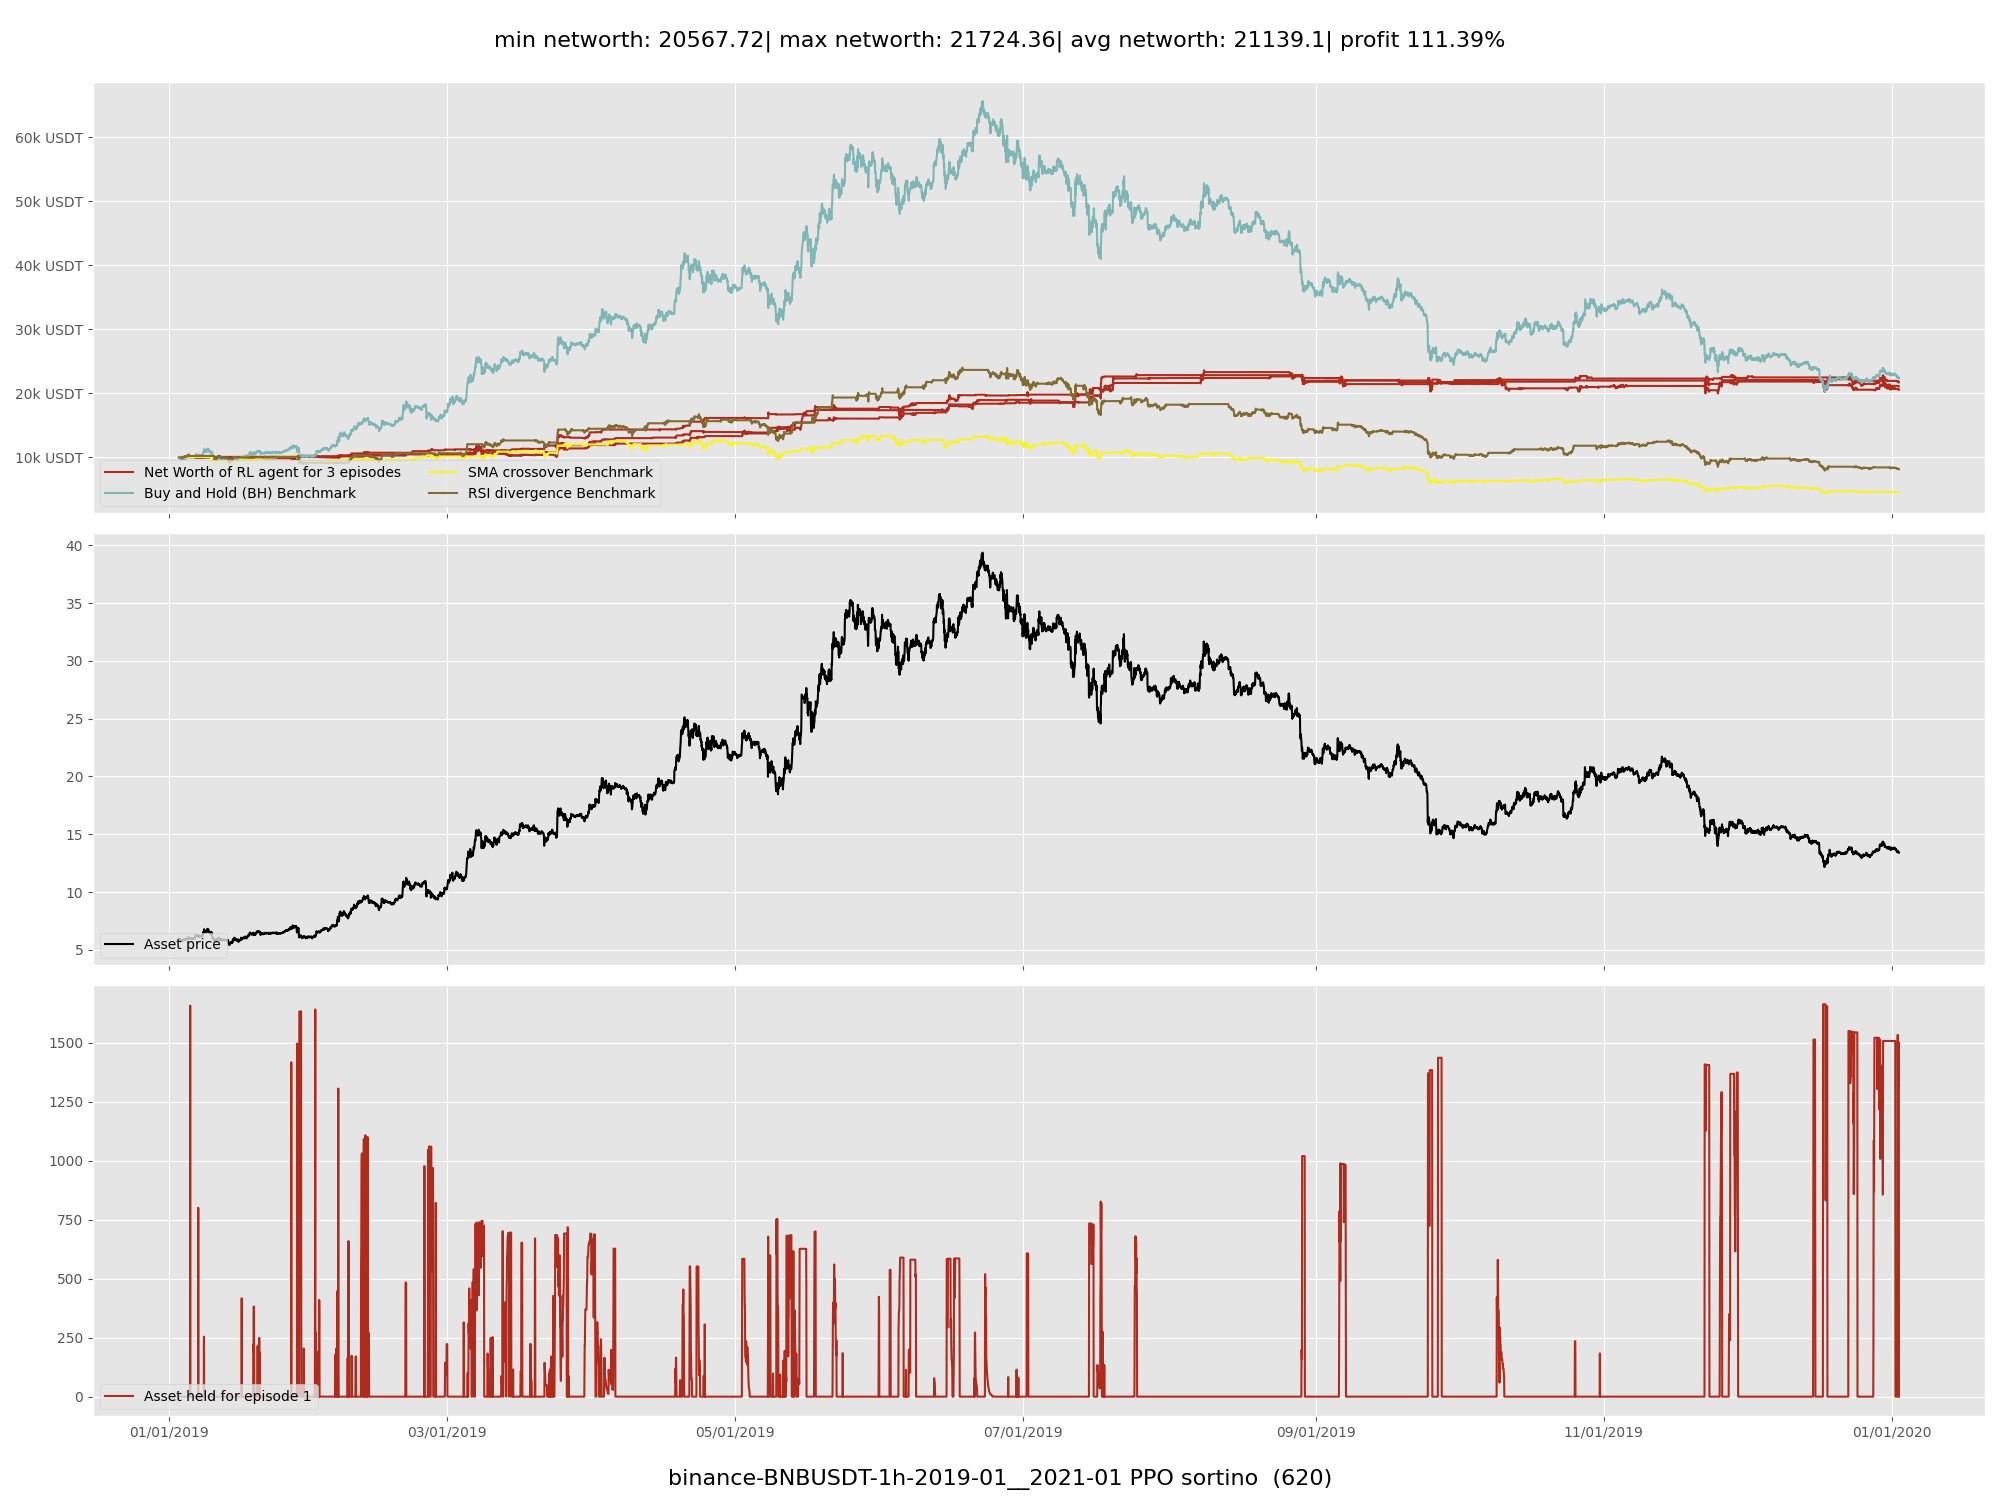 min networth: 20567.72| max networth: 21724.36| avg networth: 21139.1| profit 111.39%
60k USDT
50k USDT
40k USDT
30k USDT
20k USDT
10k USDT
Net Worth of RL agent for 3 episodes
Buy and Hold (BH) Benchmark
SMA crossover Benchmark
RSI divergence Benchmark
40
35
30
25
20
15
10
5
Asset price
1500
1250
1000
750
500
250
0
Asset held for episode 1
01/01/2019 03/01/2019 05/01/2019 07/01/2019 09/01/2019 11/01/2019 01/01/2020
binance-BNBUSDT-1h-2019-01__2021-01 PPO sortino (620)